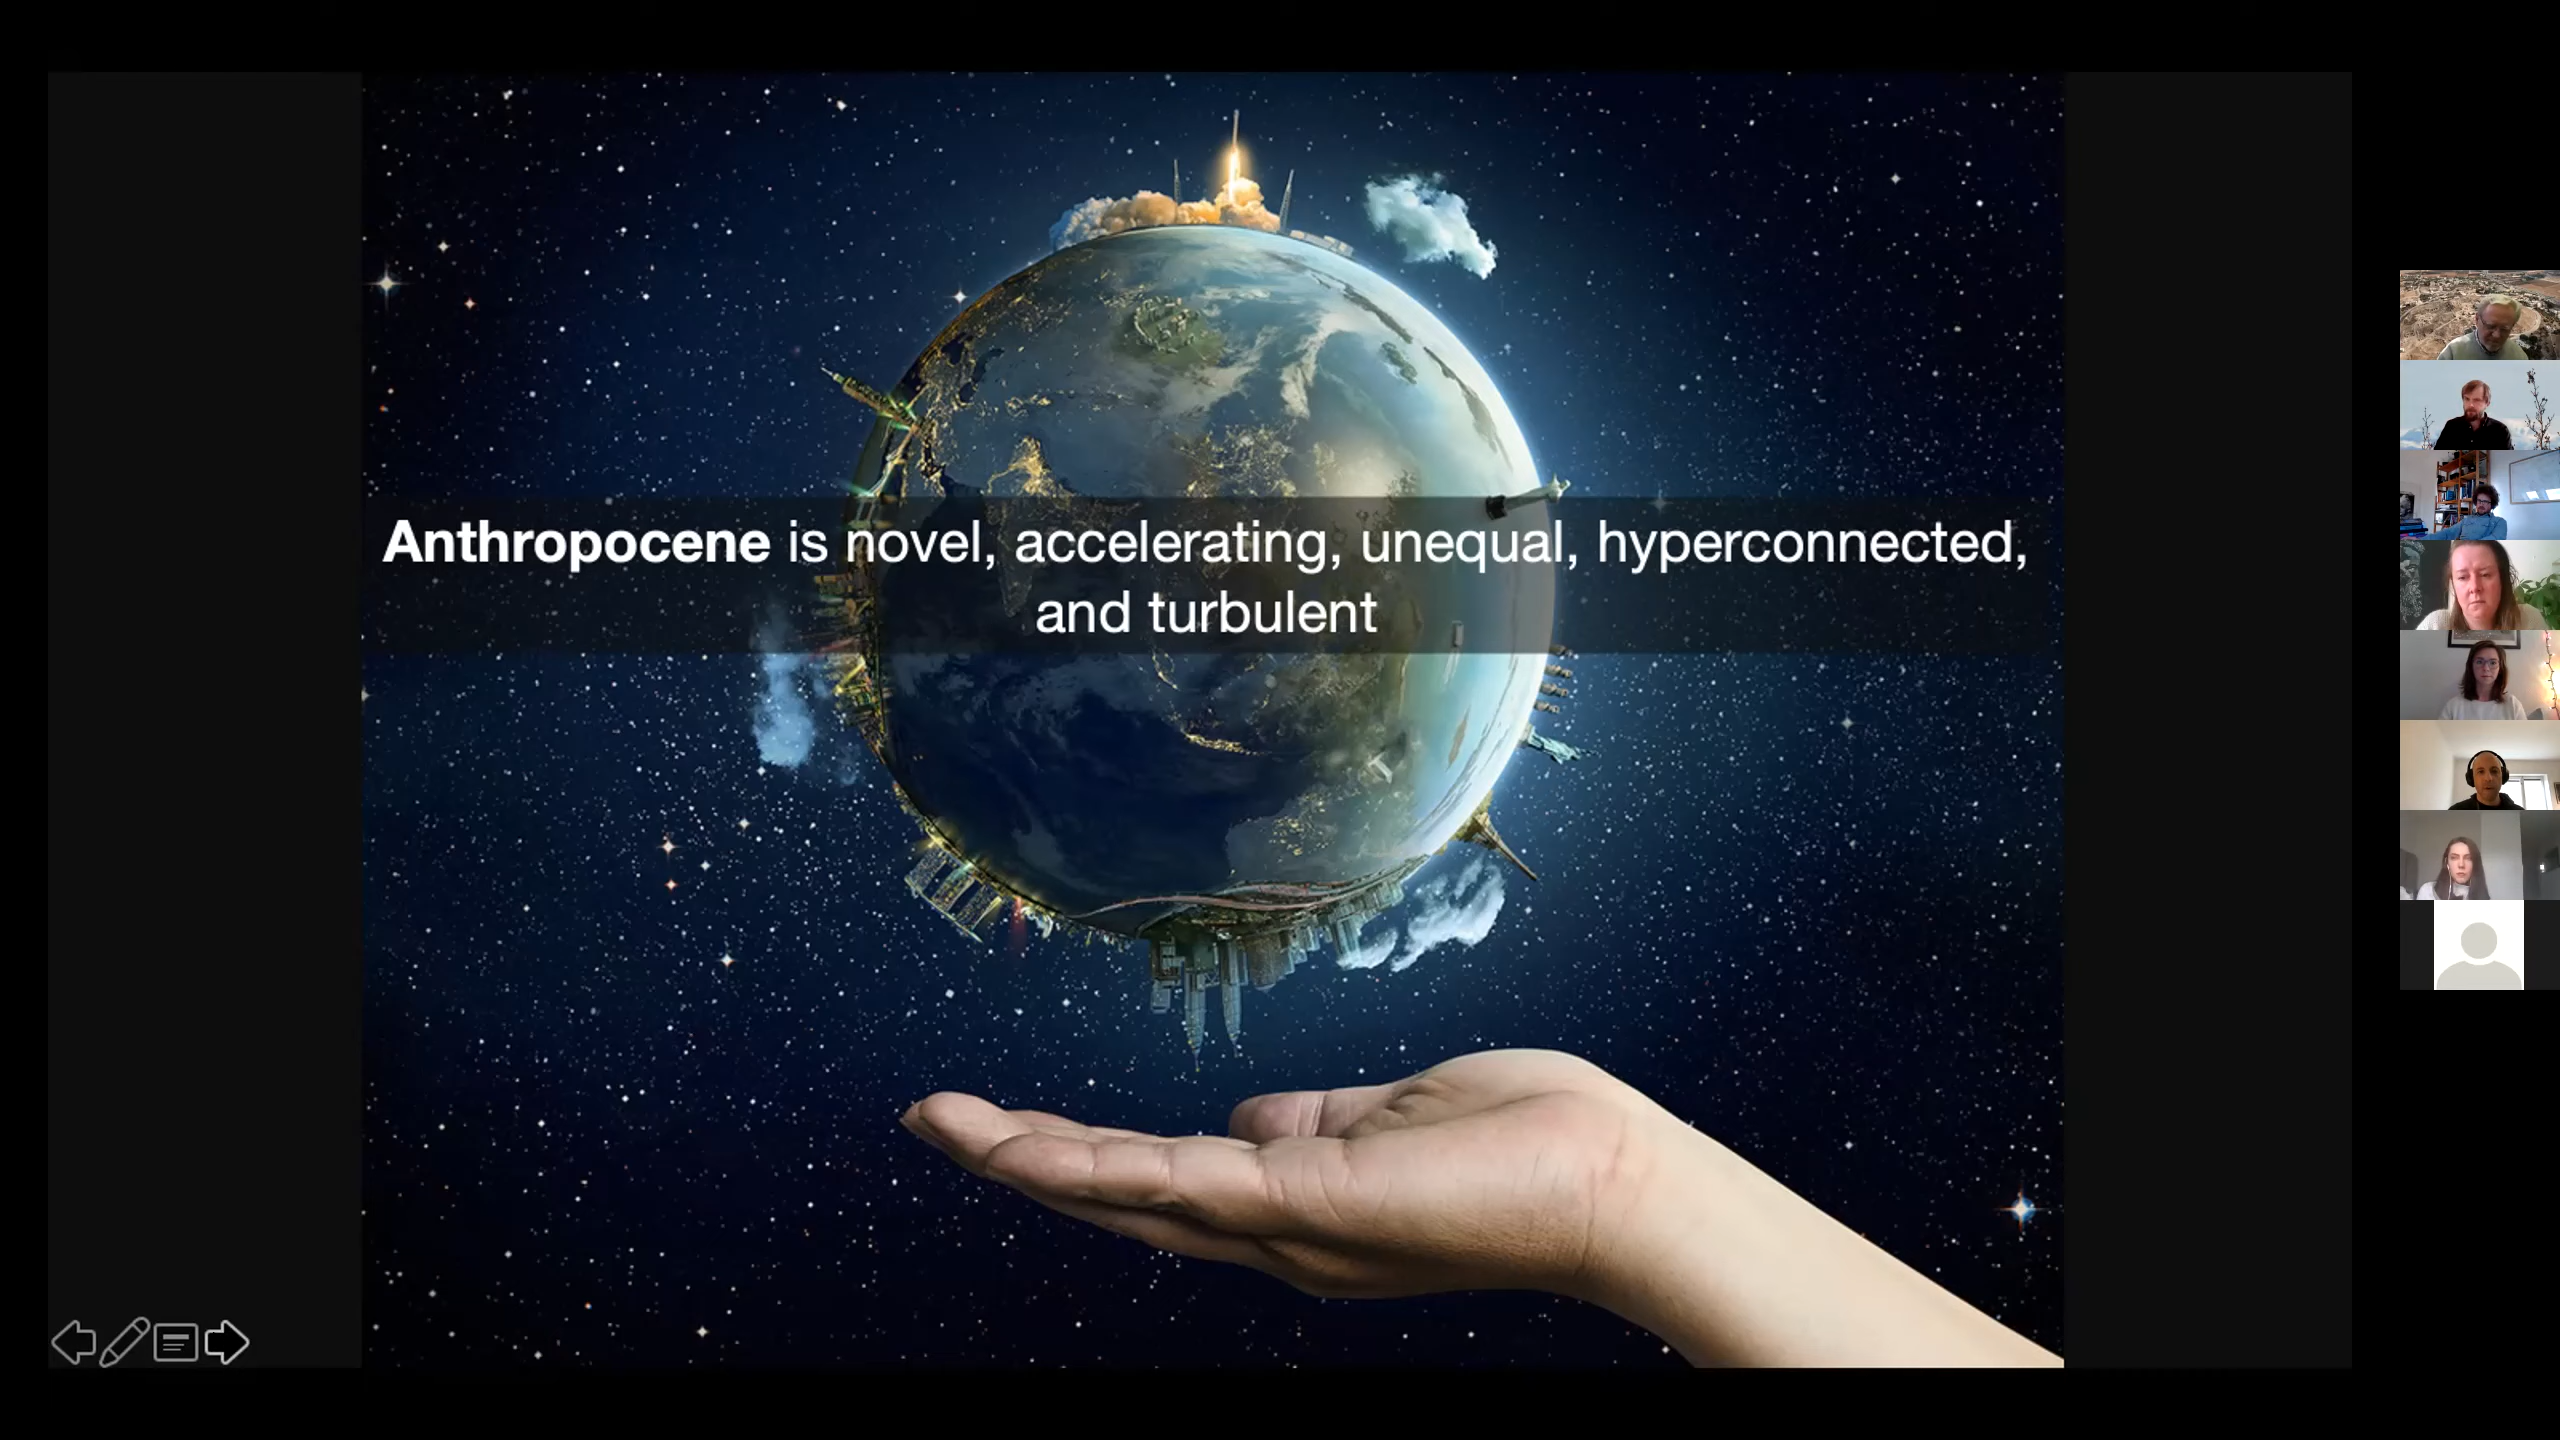 Anthropocene is novel, accelerating, unequal, hyperconnected,
and turbulent